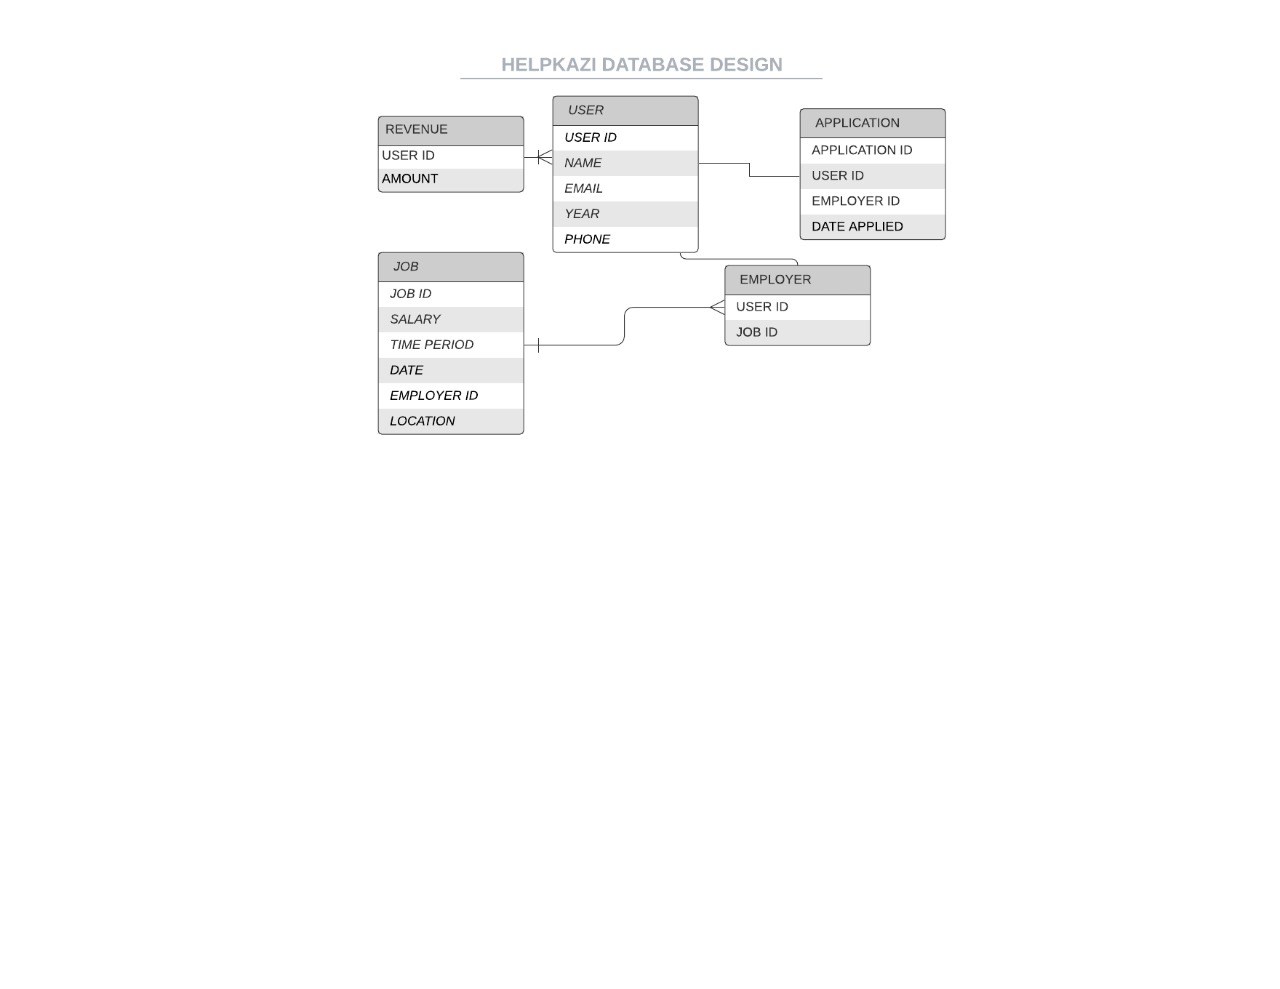 HELPKAZI DATABASE DESIGN
REVENUE
USER ID
AMOUNT
USER
USER ID
NAME
EMAIL
YEAR
PHONE
APPLICATION
APPLICATION ID
USER ID
EMPLOYER ID
DATE APPLIED
JOB
JOB ID
SALARY
TIME PERIOD
DATE
EMPLOYER ID
LOCATION
EMPLOYER
USER ID
JOB ID